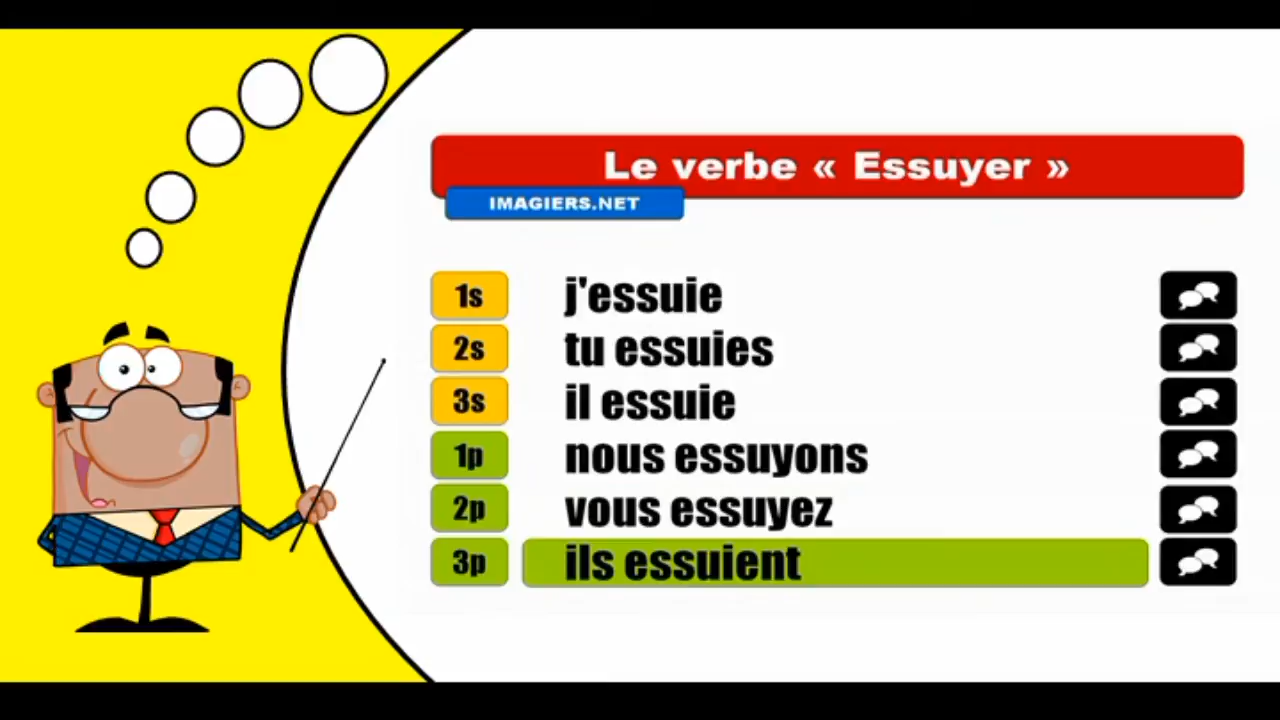 Le verbe « Essuyer »
IMAGIERS.NET
1s j'essuie
2s tu essuies
3s il essuie
1p nous essuyons
2p vous essuyez
3p ils essuient